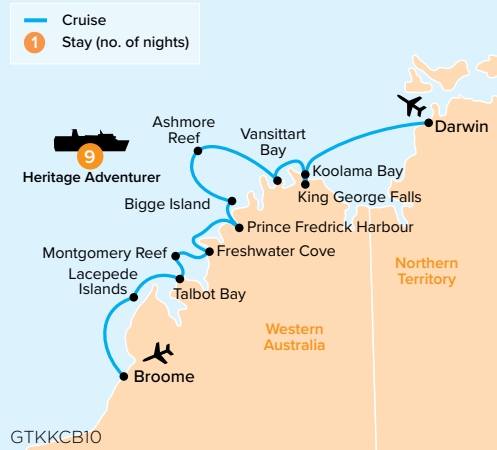 Cruise
1 Stay (no. of nights)
Ashmore
Reef
Vansittart
Bay
Darwin
9
Heritage Adventurer
Koolama Bay
King George Falls
Bigge Island
Prince Fredrick Harbour
Montgomery Reef
Freshwater Cove
Lacepede
Islands
Talbot Bay
Northern
Territory
Western
Australia
Broome
GTKKCB10